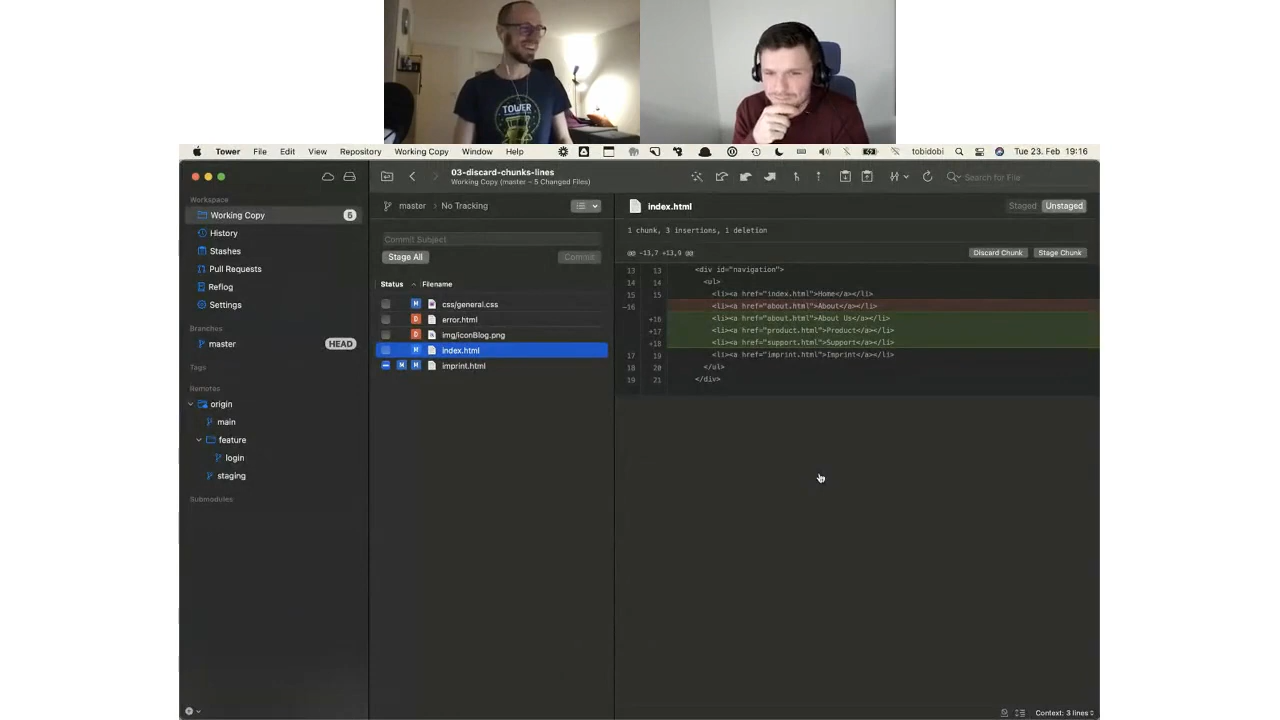 TOWER
Tower File Edit View Repository Working Copy Window Help
tobidobi Tue 23. Feb 19:16
03-discard-chunks-lines
Working Copy (master – 5 Changed Files)
Search for File
Workspace
Working Copy 6
History
Stashes
Pull Requests
Reflog
Settings
Branches
master HEAD
Tags
Remotes
origin
main
feature
login
staging
Submodules
master > No Tracking
Commit Subject
Stage All Commit
Status Filename
M css/general.css
D error.html
D img/iconBlog.png
M index.html
M M imprint.html
index.html Staged Unstaged
1 chunk, 3 insertions, 1 deletion
@@ -13,7 +13,9 @@ Discard Chunk Stage Chunk
13 13 <div id="navigation">
14 14 <ul>
15 15 <li><a href="index.html">Home</a></li>
−16 <li><a href="about.html">About</a></li>
+16 <li><a href="about.html">About Us</a></li>
+17 <li><a href="product.html">Product</a></li>
+18 <li><a href="support.html">Support</a></li>
17 19 <li><a href="imprint.html">Imprint</a></li>
18 20 </ul>
19 21 </div>
Context: 3 lines